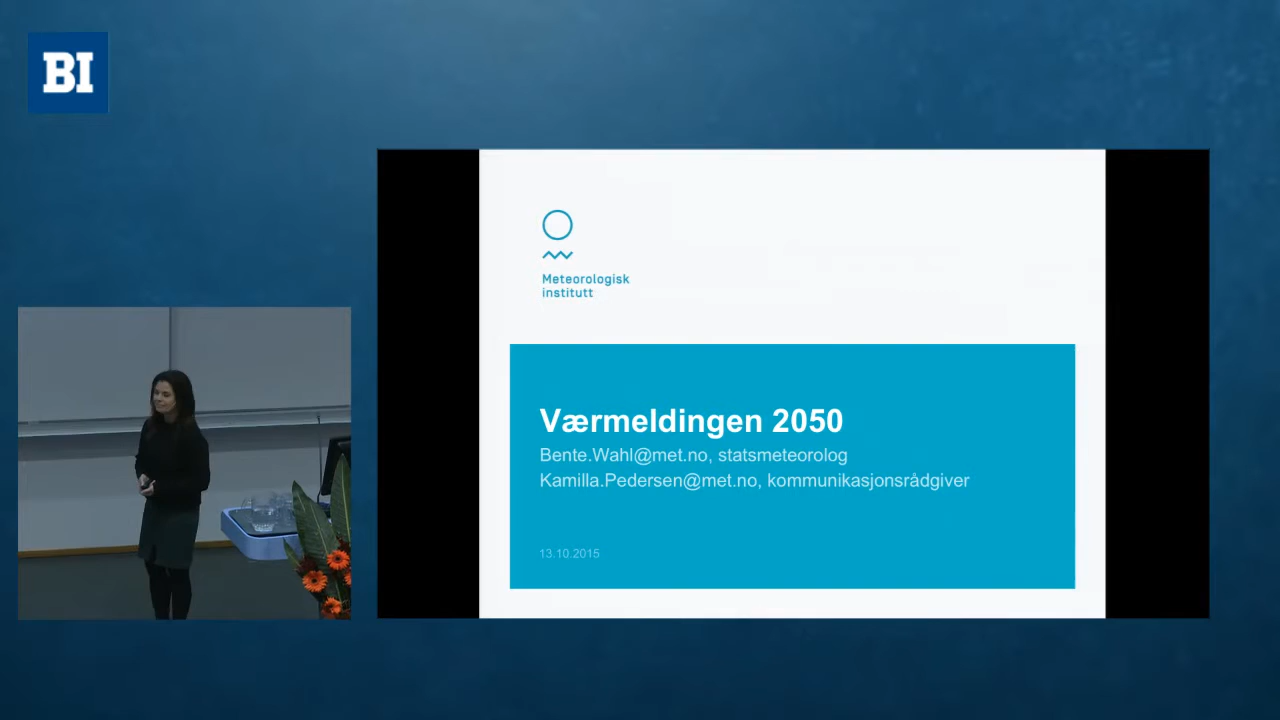 BI
Meteorologisk
institutt
Værmeldingen 2050
Bente.Wahl@met.no, statsmeteorolog
Kamilla.Pedersen@met.no, kommunikasjonsrådgiver
13.10.2015